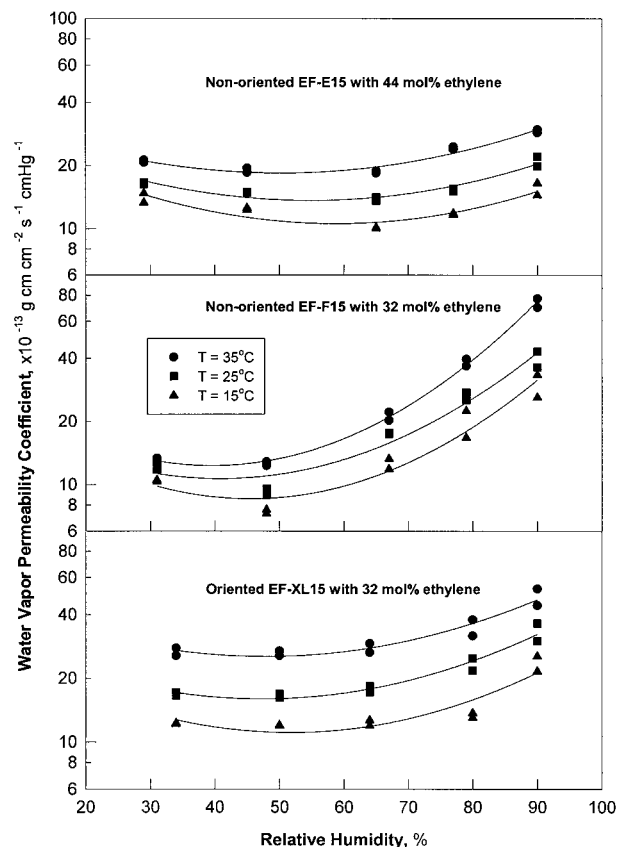 Water Vapor Permeability Coefficient, x10 -13 g cm cm -2 s -1 cmHg -1
100
80
60
40
20
10
8
6
Non-oriented EF-E15 with 44 mol% ethylene
80
60
40
20
10
8
6
Non-oriented EF-F15 with 32 mol% ethylene
T = 35°C
T = 25°C
T = 15°C
80
60
40
20
10
8
6
Oriented EF-XL15 with 32 mol% ethylene
20 30 40 50 60 70 80 90 100
Relative Humidity, %